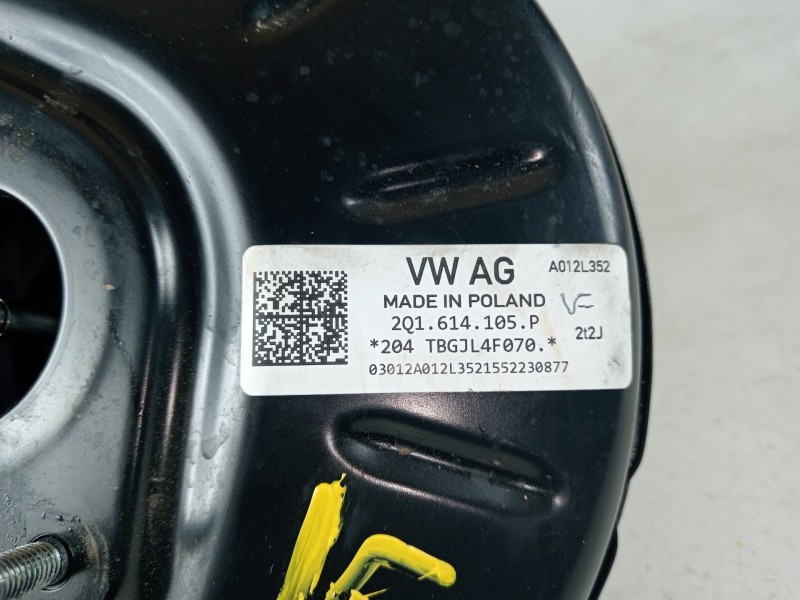 VW AG
A012L352
MADE IN POLAND
2Q1.614.105.P
2t2J
*204 TBGJL4F070.*
03012A012L3521552230877